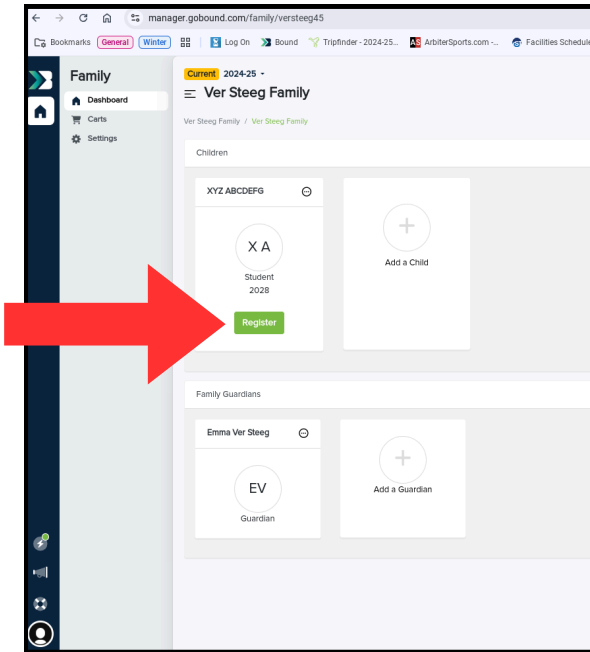 manager.gobound.com/family/versteeg45
Bookmarks General Winter Log On Bound Tripfinder - 2024-25... AS ArbiterSports.com -... Facilities Schedule
Family
Dashboard
Carts
Settings
Current 2024-25
Ver Steeg Family
Ver Steeg Family / Ver Steeg Family
Children
XYZ ABCDEFG
X A
Student
2028
Register
Add a Child
Family Guardians
Emma Ver Steeg
EV
Guardian
Add a Guardian